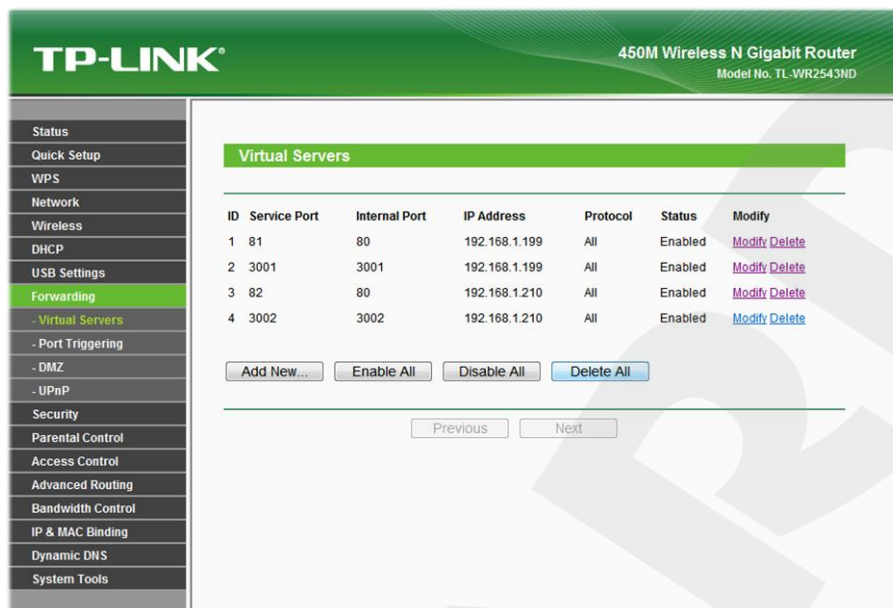 TP-LINK®
450M Wireless N Gigabit Router
Model No. TL-WR2543ND
Status
Quick Setup
WPS
Network
Wireless
DHCP
USB Settings
Forwarding
- Virtual Servers
- Port Triggering
- DMZ
- UPnP
Security
Parental Control
Access Control
Advanced Routing
Bandwidth Control
IP & MAC Binding
Dynamic DNS
System Tools
Virtual Servers
ID Service Port Internal Port IP Address Protocol Status Modify
1 81 80 192.168.1.199 All Enabled Modify Delete
2 3001 3001 192.168.1.199 All Enabled Modify Delete
3 82 80 192.168.1.210 All Enabled Modify Delete
4 3002 3002 192.168.1.210 All Enabled Modify Delete
Add New... Enable All Disable All Delete All
Previous Next